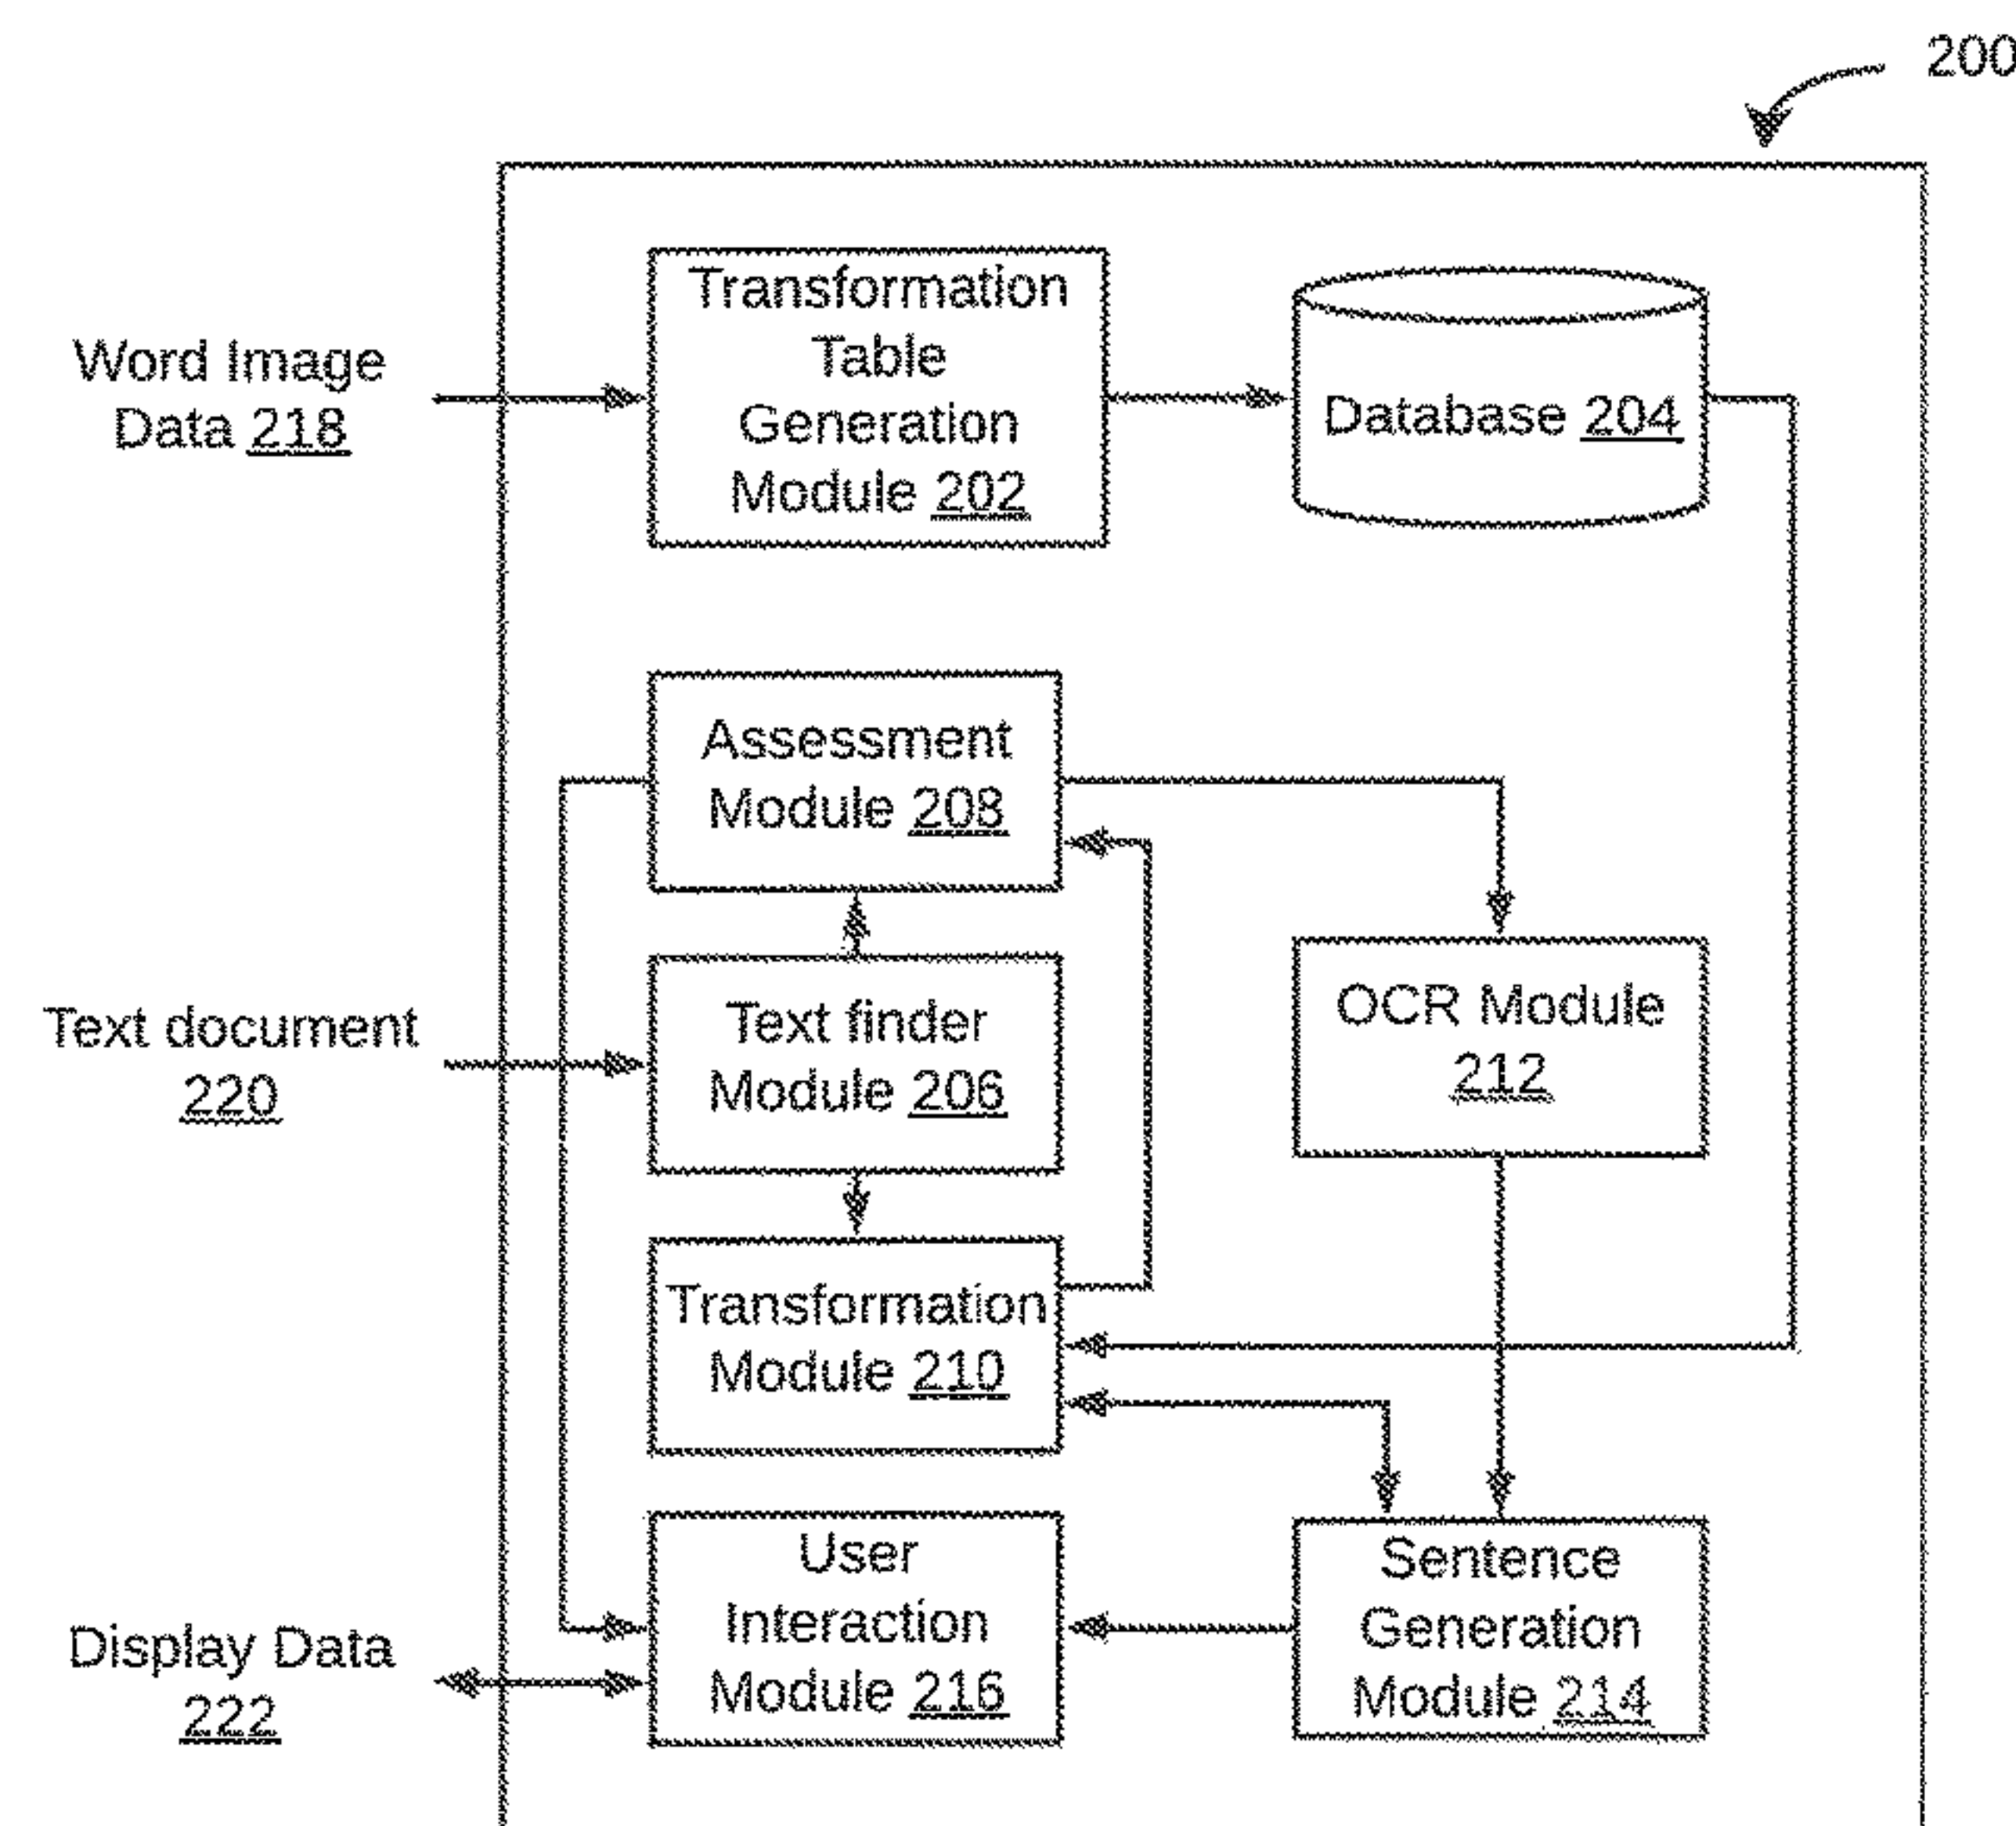 200
Word Image
Data 218
Transformation
Table
Generation
Module 202
Database 204
Assessment
Module 208
Text document
220
Text finder
Module 206
OCR Module
212
Transformation
Module 210
Display Data
222
User
Interaction
Module 216
Sentence
Generation
Module 214